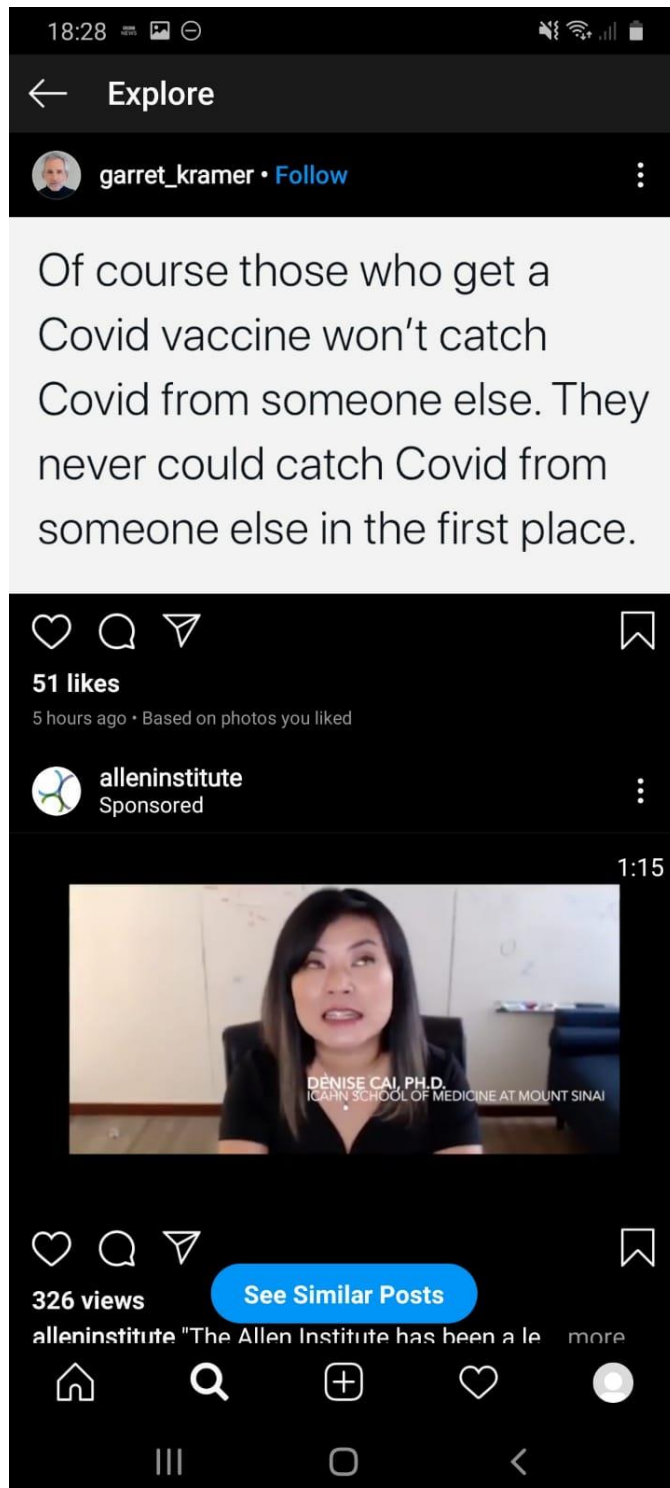 18:28
NEWS
Explore
garret_kramer • Follow
Of course those who get a
Covid vaccine won't catch
Covid from someone else. They
never could catch Covid from
someone else in the first place.
51 likes
5 hours ago • Based on photos you liked
alleninstitute
Sponsored
1:15
DENISE CAI, PH.D.
ICAHN SCHOOL OF MEDICINE AT MOUNT SINAI
326 views
See Similar Posts
alleninstitute "The Allen Institute has been a le more